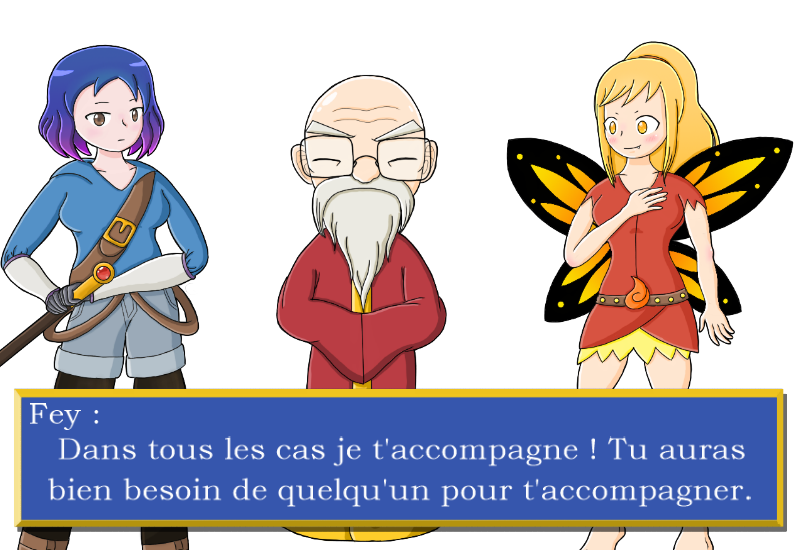 Fey :
Dans tous les cas je t'accompagne ! Tu auras
bien besoin de quelqu'un pour t'accompagner.